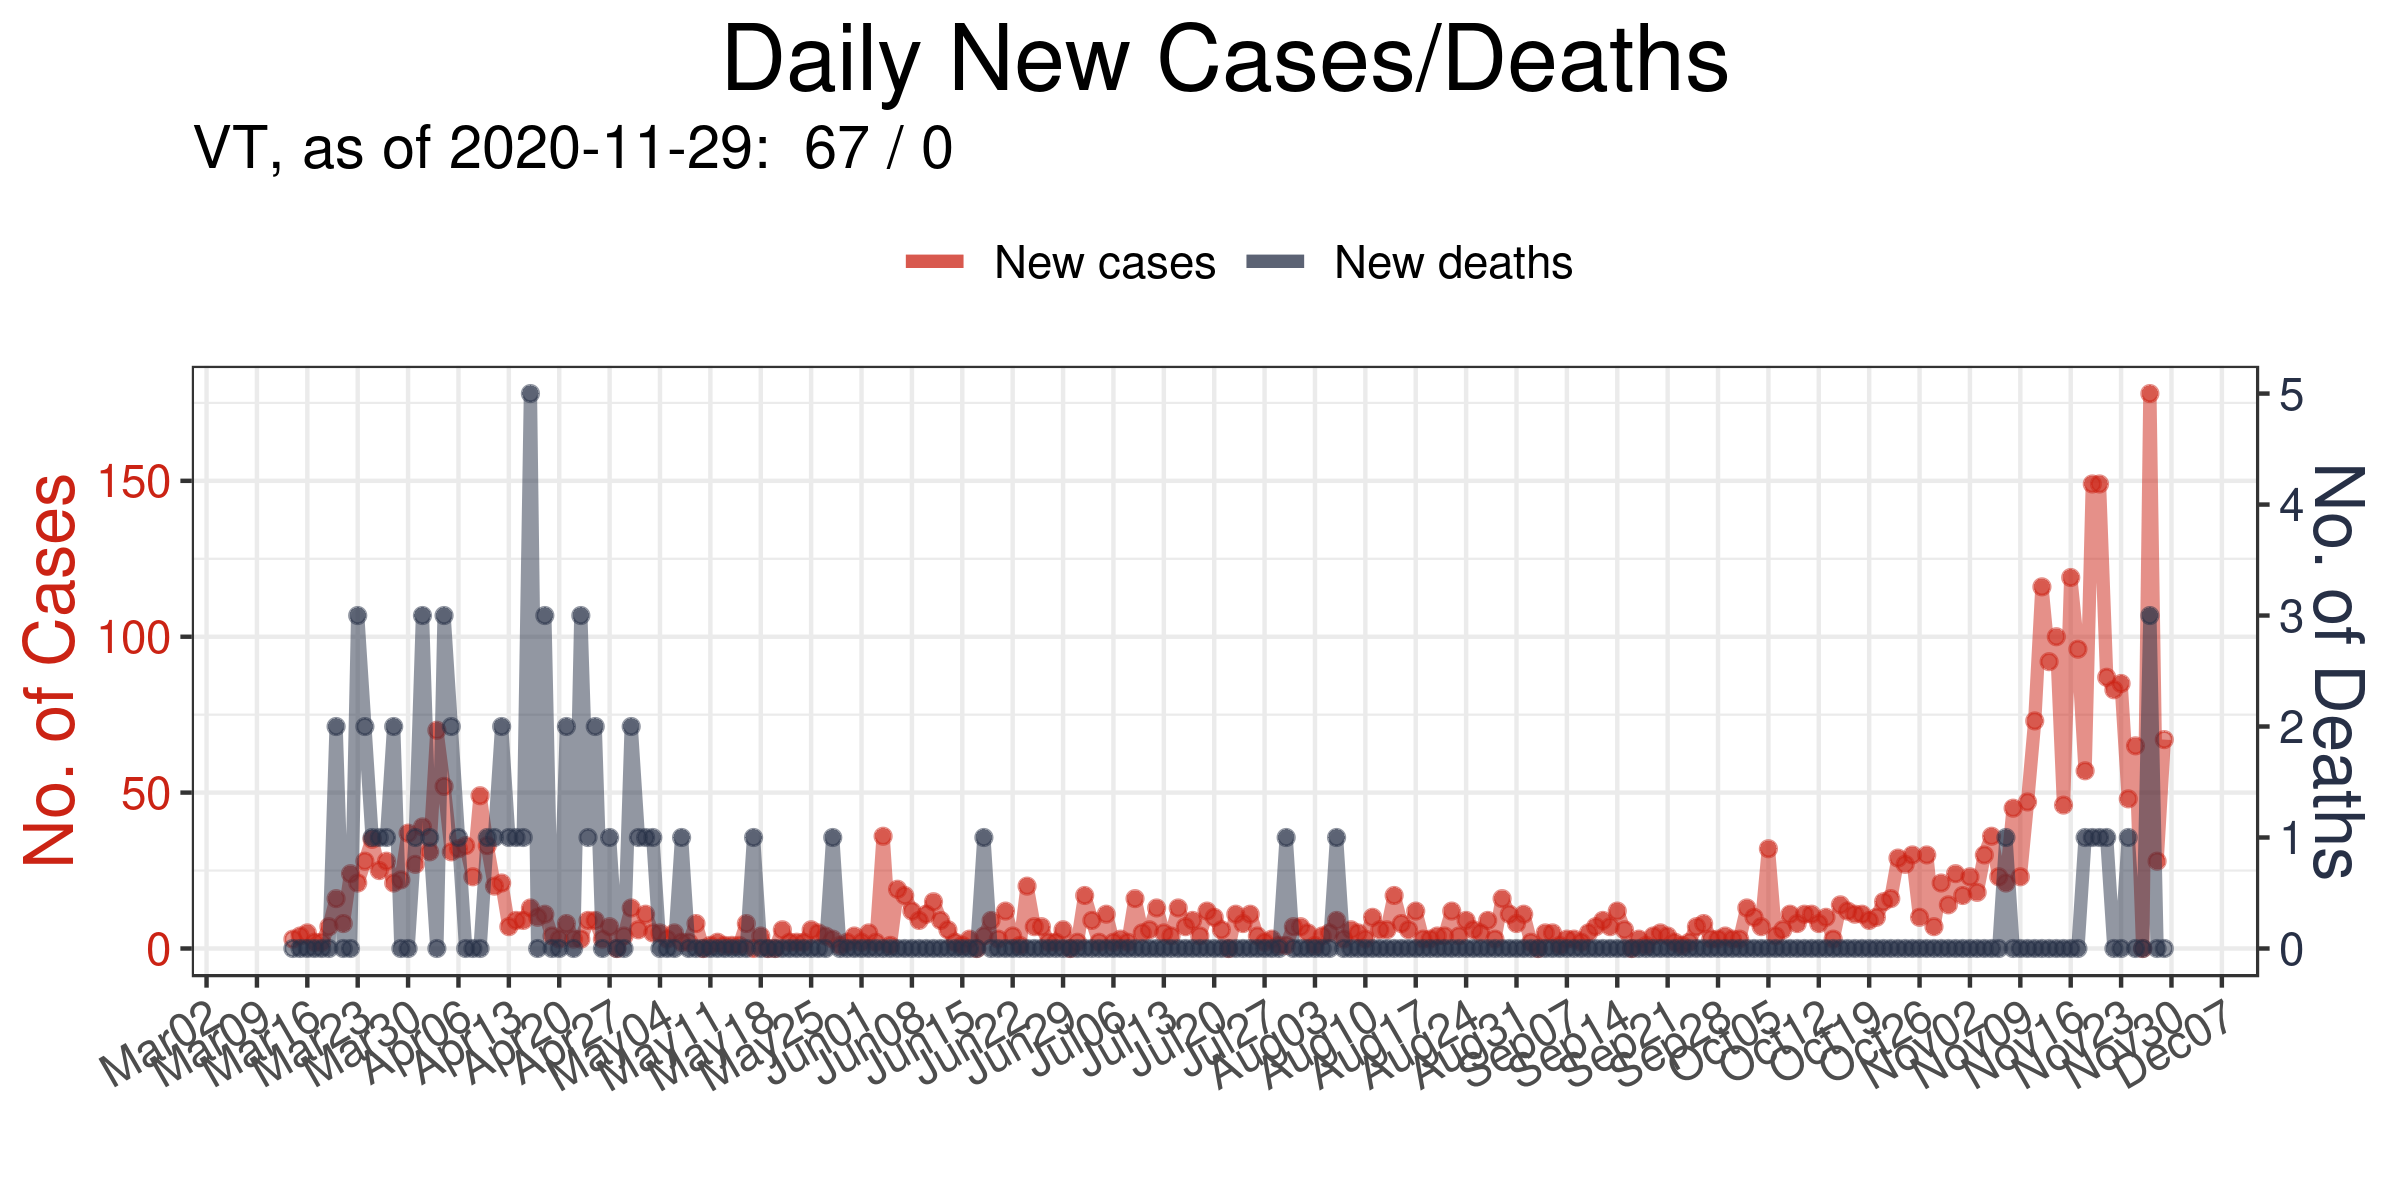 Daily New Cases/Deaths
VT, as of 2020-11-29:  67 / 0
New cases
New deaths
No. of Cases
150
100
50
0
5
4
3
2
1
0
No. of Deaths
Mar02
Mar09
Mar16
Mar23
Mar30
Apr06
Apr13
Apr20
Apr27
May04
May11
May18
May25
Jun01
Jun08
Jun15
Jun22
Jun29
Jul06
Jul13
Jul20
Jul27
Aug03
Aug10
Aug17
Aug24
Aug31
Sep07
Sep14
Sep21
Sep28
Oct05
Oct12
Oct19
Oct26
Nov02
Nov09
Nov16
Nov23
Nov30
Dec07